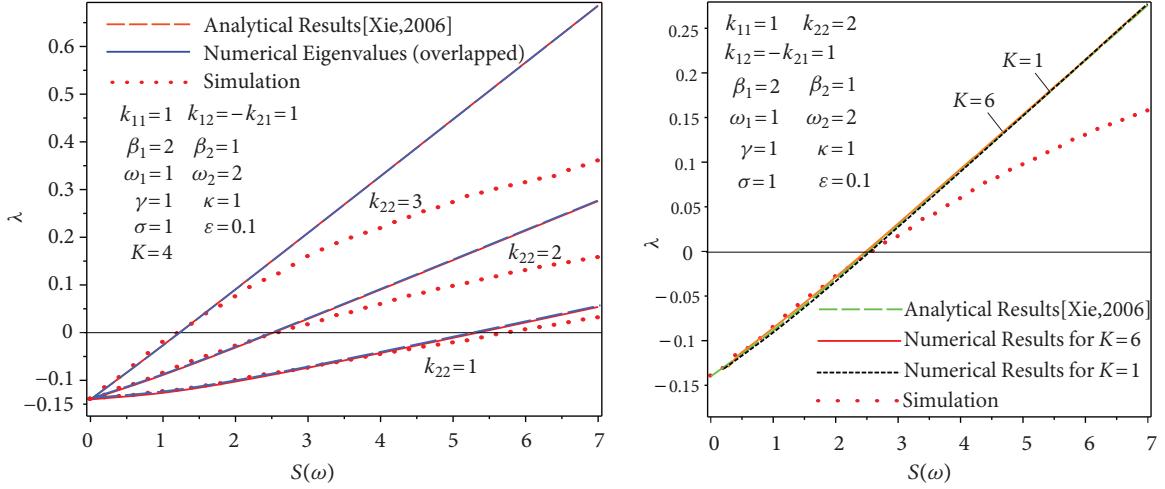 Analytical Results[Xie,2006]
Numerical Eigenvalues (overlapped)
Simulation
k₁₁=1 k₁₂=−k₂₁=1
β₁=2 β₂=1
ω₁=1 ω₂=2
γ=1 κ=1
σ=1 ε=0.1
K=4
k₂₂=3
k₂₂=2
k₂₂=1
λ
0.6
0.5
0.4
0.3
0.2
0.1
0
−0.1
−0.15
0 1 2 3 4 5 6 7
S(ω)
k₁₁=1 k₂₂=2
k₁₂=−k₂₁=1
β₁=2 β₂=1
ω₁=1 ω₂=2
γ=1 κ=1
σ=1 ε=0.1
K=1
K=6
Analytical Results[Xie,2006]
Numerical Results for K=6
Numerical Results for K=1
Simulation
λ
0.25
0.20
0.15
0.10
0.05
0
−0.05
−0.1
−0.15
0 1 2 3 4 5 6 7
S(ω)